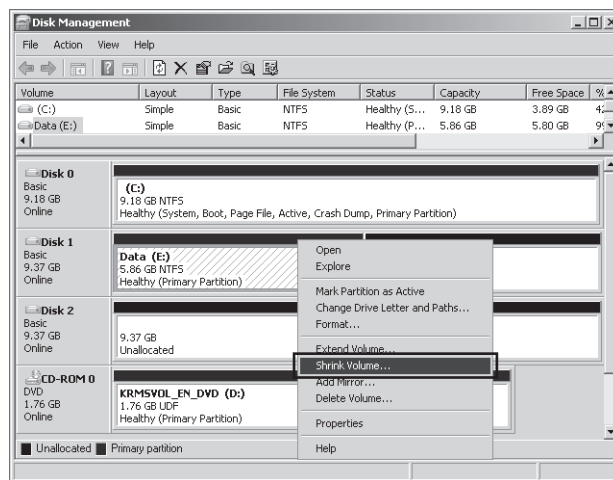 Disk Management
File Action View Help
Volume Layout Type File System Status Capacity Free Space %
(C:) Simple Basic NTFS Healthy (S... 9.18 GB 3.89 GB
Data (E:) Simple Basic NTFS Healthy (P... 5.86 GB 5.80 GB
Disk 0
Basic
9.18 GB
Online
(C:)
9.18 GB NTFS
Healthy (System, Boot, Page File, Active, Crash Dump, Primary Partition)
Disk 1
Basic
9.37 GB
Online
Data (E:)
5.86 GB NTFS
Healthy (Primary Partition)
Disk 2
Basic
9.37 GB
Online
9.37 GB
Unallocated
CD-ROM 0
DVD
1.76 GB
Online
KRMSVOL_EN_DVD (D:)
1.76 GB UDF
Healthy (Primary Partition)
Open
Explore
Mark Partition as Active
Change Drive Letter and Paths...
Format...
Extend Volume...
Shrink Volume...
Add Mirror...
Delete Volume...
Properties
Help
Unallocated Primary partition